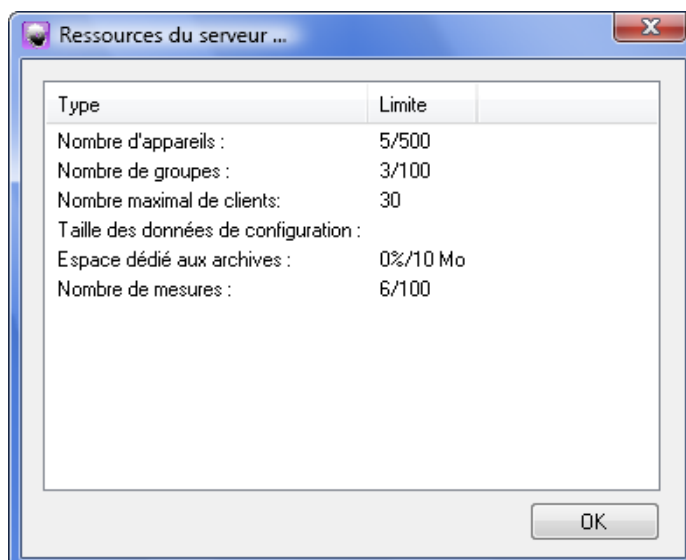 Ressources du serveur ...
Type Limite
Nombre d'appareils : 5/500
Nombre de groupes : 3/100
Nombre maximal de clients: 30
Taille des données de configuration :
Espace dédié aux archives : 0%/10 Mo
Nombre de mesures : 6/100
OK